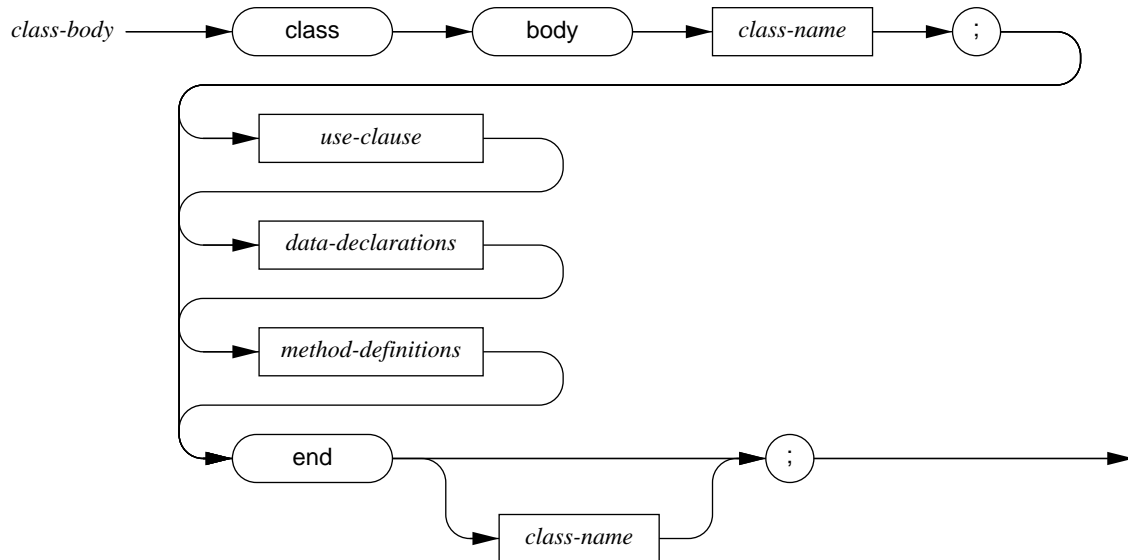 class-body class body class-name ;
use-clause
data-declarations
method-definitions
end ;
class-name